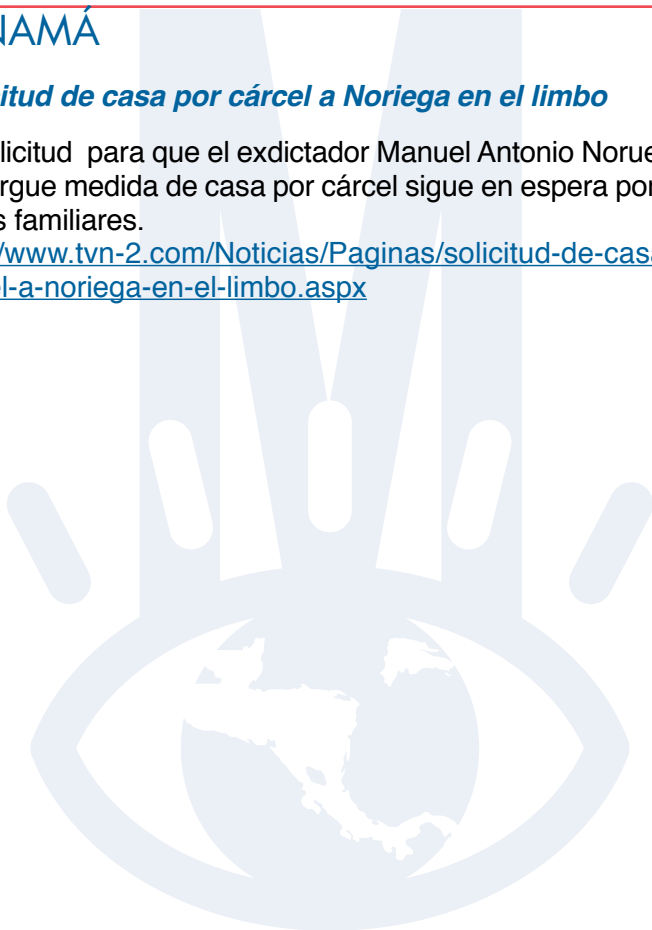 NAMÁ
itud de casa por cárcel a Noriega en el limbo
licitud para que el exdictador Manuel Antonio Norue
rgue medida de casa por cárcel sigue en espera por
s familiares.
/www.tvn-2.com/Noticias/Paginas/solicitud-de-casa
l-a-noriega-en-el-limbo.aspx